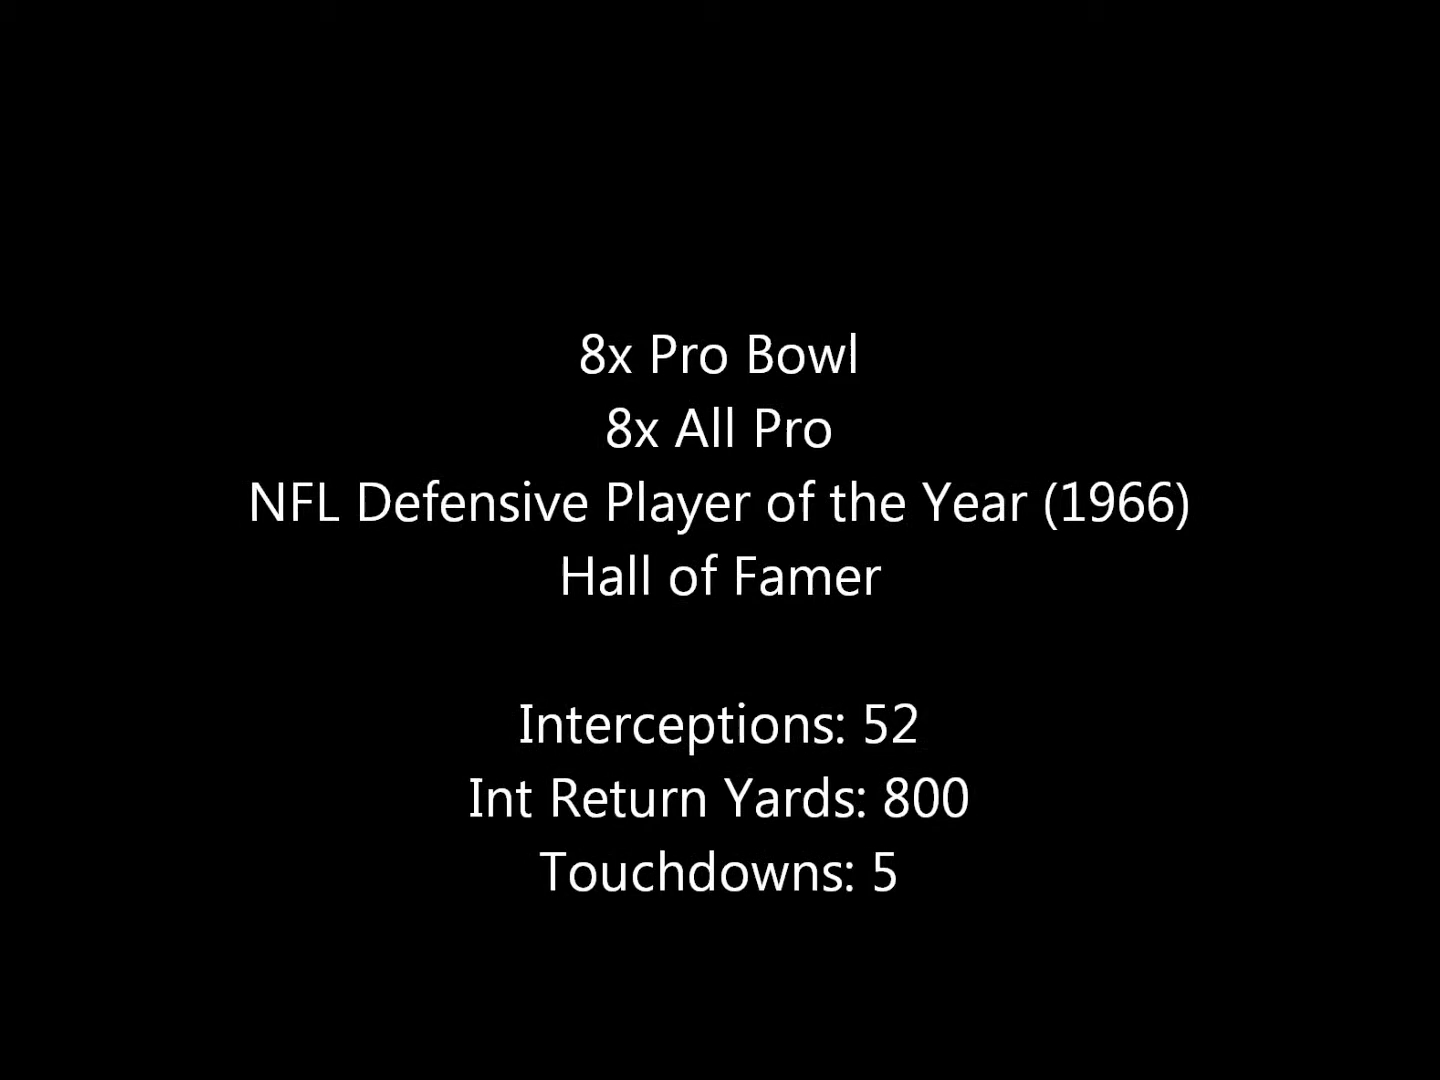 8x Pro Bowl
8x All Pro
NFL Defensive Player of the Year (1966)
Hall of Famer
Interceptions: 52
Int Return Yards: 800
Touchdowns: 5